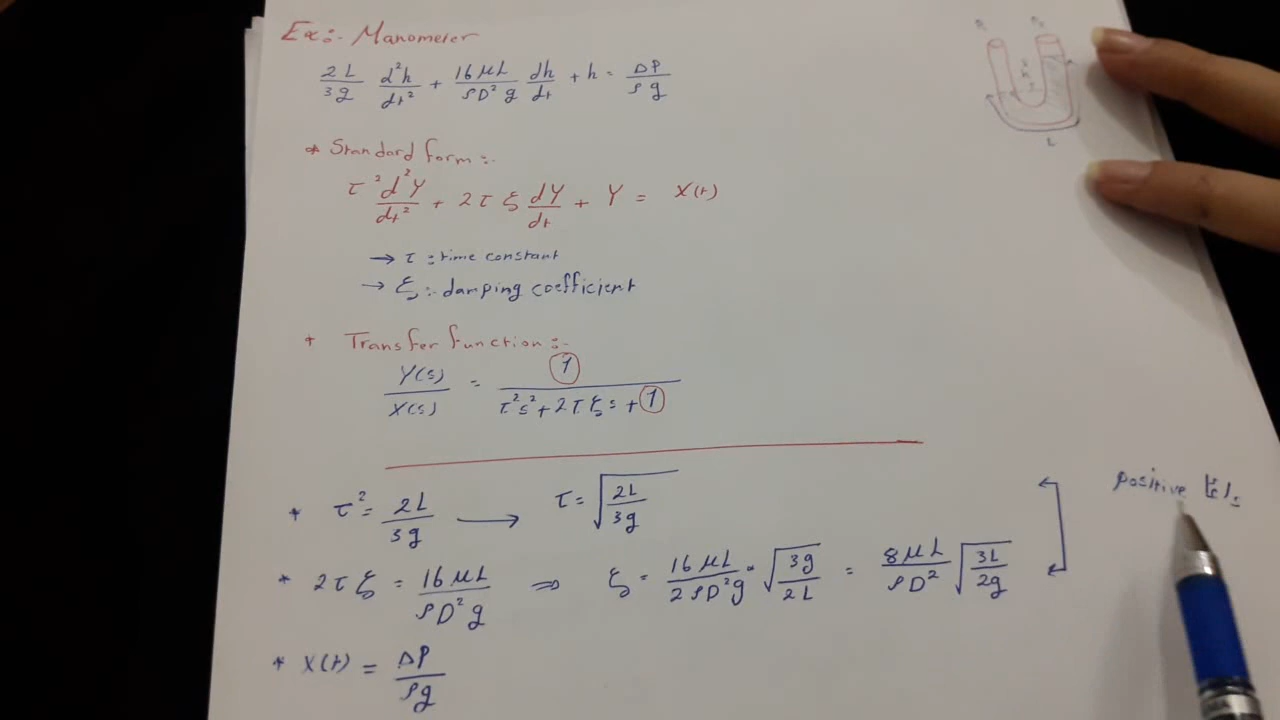 Ex:- Manometer
2L/3g d²h/dt² + 16μL/ρD²g dh/dt + h = ΔP/ρg
* Standard form:-
τ² d²Y/dt² + 2τ ξ dY/dt + Y = X(t)
→ τ : time constant
→ ξ :- damping coefficient
* Transfer function:-
Y(s)/X(s) = 1/(τ²s² + 2τξs + 1)
* τ² = 2L/3g → τ = √(2L/3g)
positive دائما
* 2τξ = 16μL/ρD²g ⇒ ξ = 16μL/2ρD²g · √(3g/2L) = 8μL/ρD² √(3L/2g)
* X(t) = ΔP/ρg
L